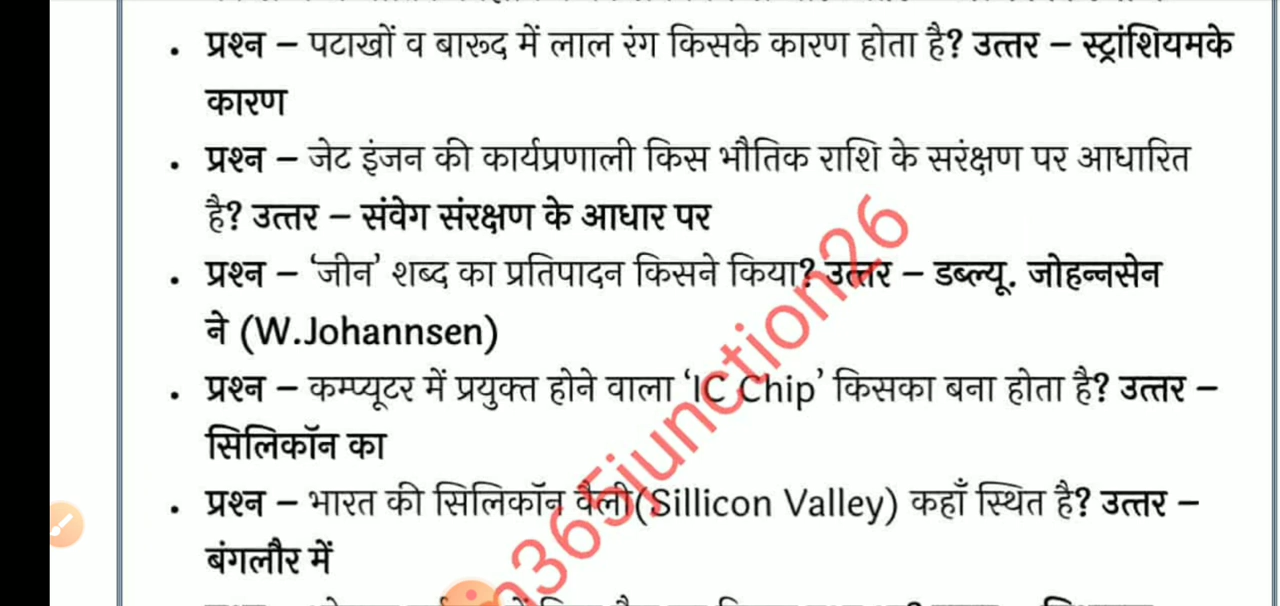 • प्रश्न – पटाखों व बारूद में लाल रंग किसके कारण होता है? उत्तर – स्ट्रांशियमके
कारण
• प्रश्न – जेट इंजन की कार्यप्रणाली किस भौतिक राशि के सरंक्षण पर आधारित
है? उत्तर – संवेग संरक्षण के आधार पर
• प्रश्न – ‘जीन’ शब्द का प्रतिपादन किसने किया? उत्तर – डब्ल्यू. जोहन्नसेन
ने (W.Johannsen)
• प्रश्न – कम्प्यूटर में प्रयुक्त होने वाला ‘IC Chip’ किसका बना होता है? उत्तर –
सिलिकॉन का
• प्रश्न – भारत की सिलिकॉन वैली(Sillicon Valley) कहाँ स्थित है? उत्तर –
बंगलौर में
365junction26